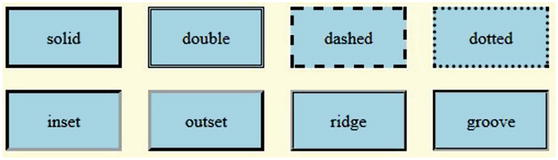 solid double dashed dotted
inset outset ridge groove